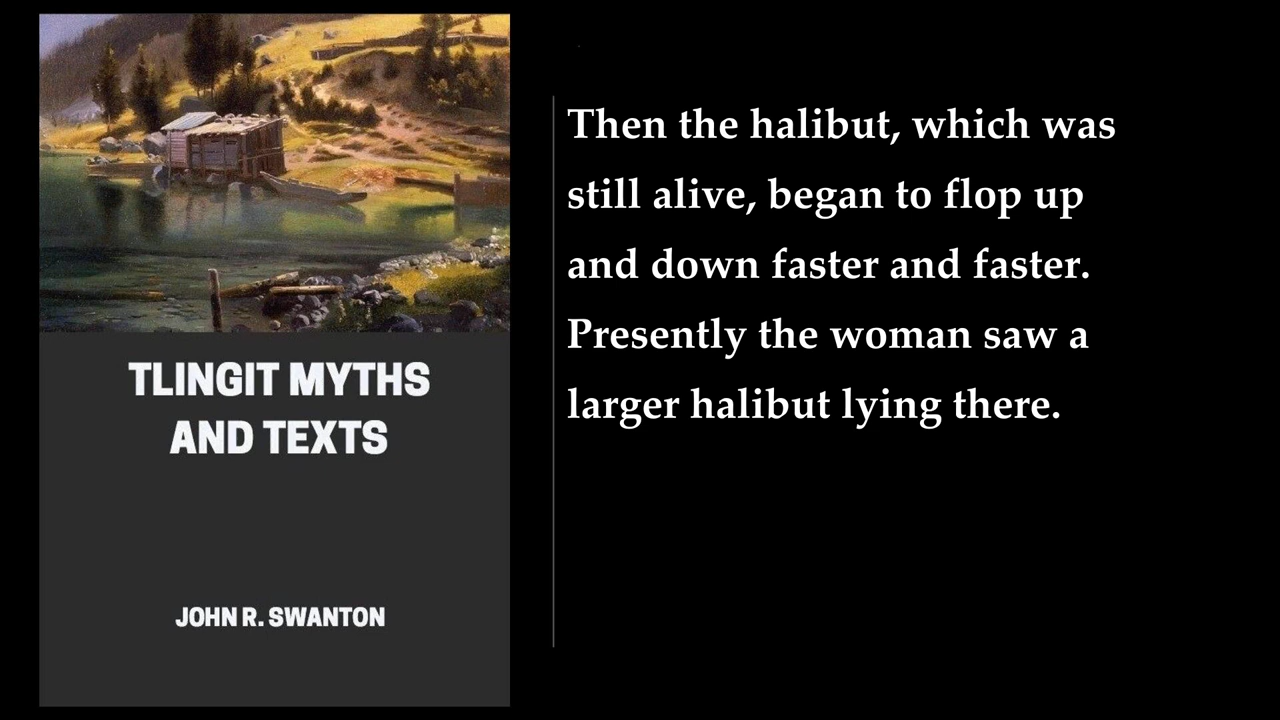 TLINGIT MYTHS
AND TEXTS
JOHN R. SWANTON
Then the halibut, which was
still alive, began to flop up
and down faster and faster.
Presently the woman saw a
larger halibut lying there.